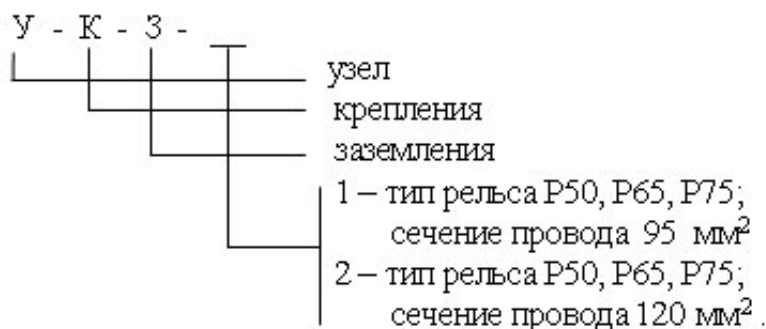 У - К - З -
узел
крепления
заземления
1 – тип рельса Р50, Р65, Р75;
сечение провода 95 мм²
2 – тип рельса Р50, Р65, Р75;
сечение провода 120 мм².